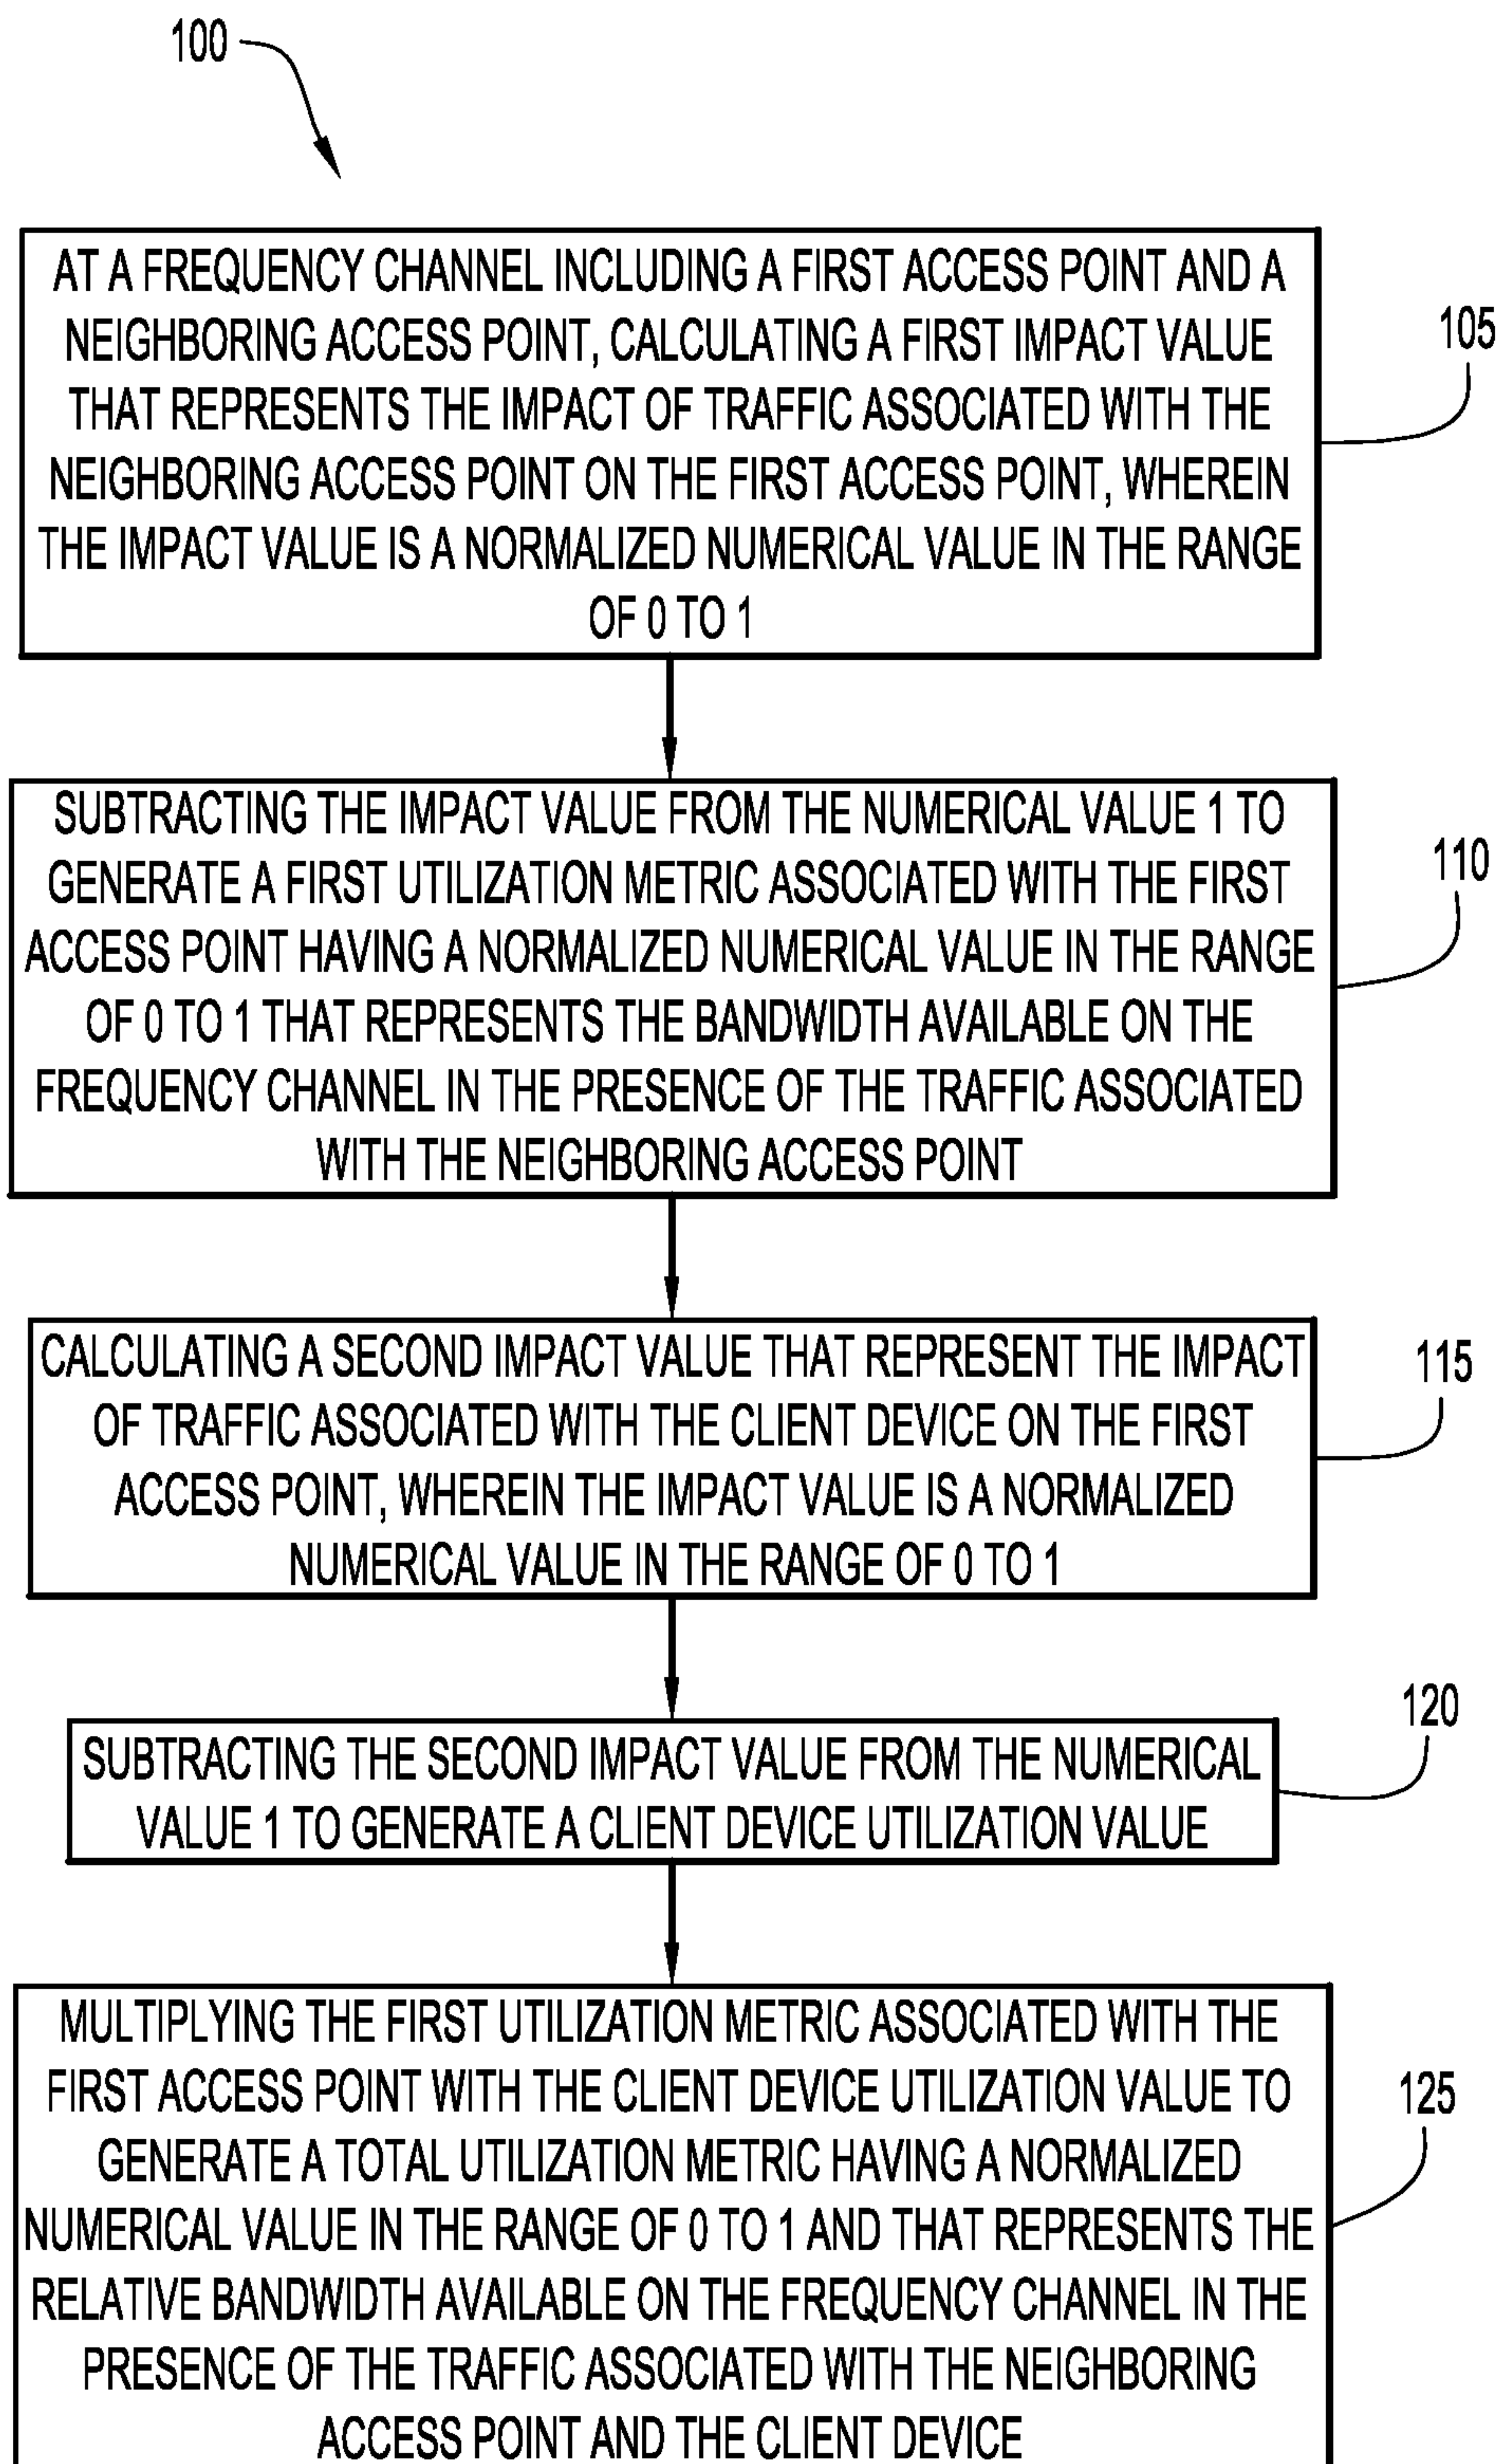 100
AT A FREQUENCY CHANNEL INCLUDING A FIRST ACCESS POINT AND A
NEIGHBORING ACCESS POINT, CALCULATING A FIRST IMPACT VALUE
THAT REPRESENTS THE IMPACT OF TRAFFIC ASSOCIATED WITH THE
NEIGHBORING ACCESS POINT ON THE FIRST ACCESS POINT, WHEREIN
THE IMPACT VALUE IS A NORMALIZED NUMERICAL VALUE IN THE RANGE
OF 0 TO 1
105
SUBTRACTING THE IMPACT VALUE FROM THE NUMERICAL VALUE 1 TO
GENERATE A FIRST UTILIZATION METRIC ASSOCIATED WITH THE FIRST
ACCESS POINT HAVING A NORMALIZED NUMERICAL VALUE IN THE RANGE
OF 0 TO 1 THAT REPRESENTS THE BANDWIDTH AVAILABLE ON THE
FREQUENCY CHANNEL IN THE PRESENCE OF THE TRAFFIC ASSOCIATED
WITH THE NEIGHBORING ACCESS POINT
110
CALCULATING A SECOND IMPACT VALUE THAT REPRESENT THE IMPACT
OF TRAFFIC ASSOCIATED WITH THE CLIENT DEVICE ON THE FIRST
ACCESS POINT, WHEREIN THE IMPACT VALUE IS A NORMALIZED
NUMERICAL VALUE IN THE RANGE OF 0 TO 1
115
SUBTRACTING THE SECOND IMPACT VALUE FROM THE NUMERICAL
VALUE 1 TO GENERATE A CLIENT DEVICE UTILIZATION VALUE
120
MULTIPLYING THE FIRST UTILIZATION METRIC ASSOCIATED WITH THE
FIRST ACCESS POINT WITH THE CLIENT DEVICE UTILIZATION VALUE TO
GENERATE A TOTAL UTILIZATION METRIC HAVING A NORMALIZED
NUMERICAL VALUE IN THE RANGE OF 0 TO 1 AND THAT REPRESENTS THE
RELATIVE BANDWIDTH AVAILABLE ON THE FREQUENCY CHANNEL IN THE
PRESENCE OF THE TRAFFIC ASSOCIATED WITH THE NEIGHBORING
ACCESS POINT AND THE CLIENT DEVICE
125